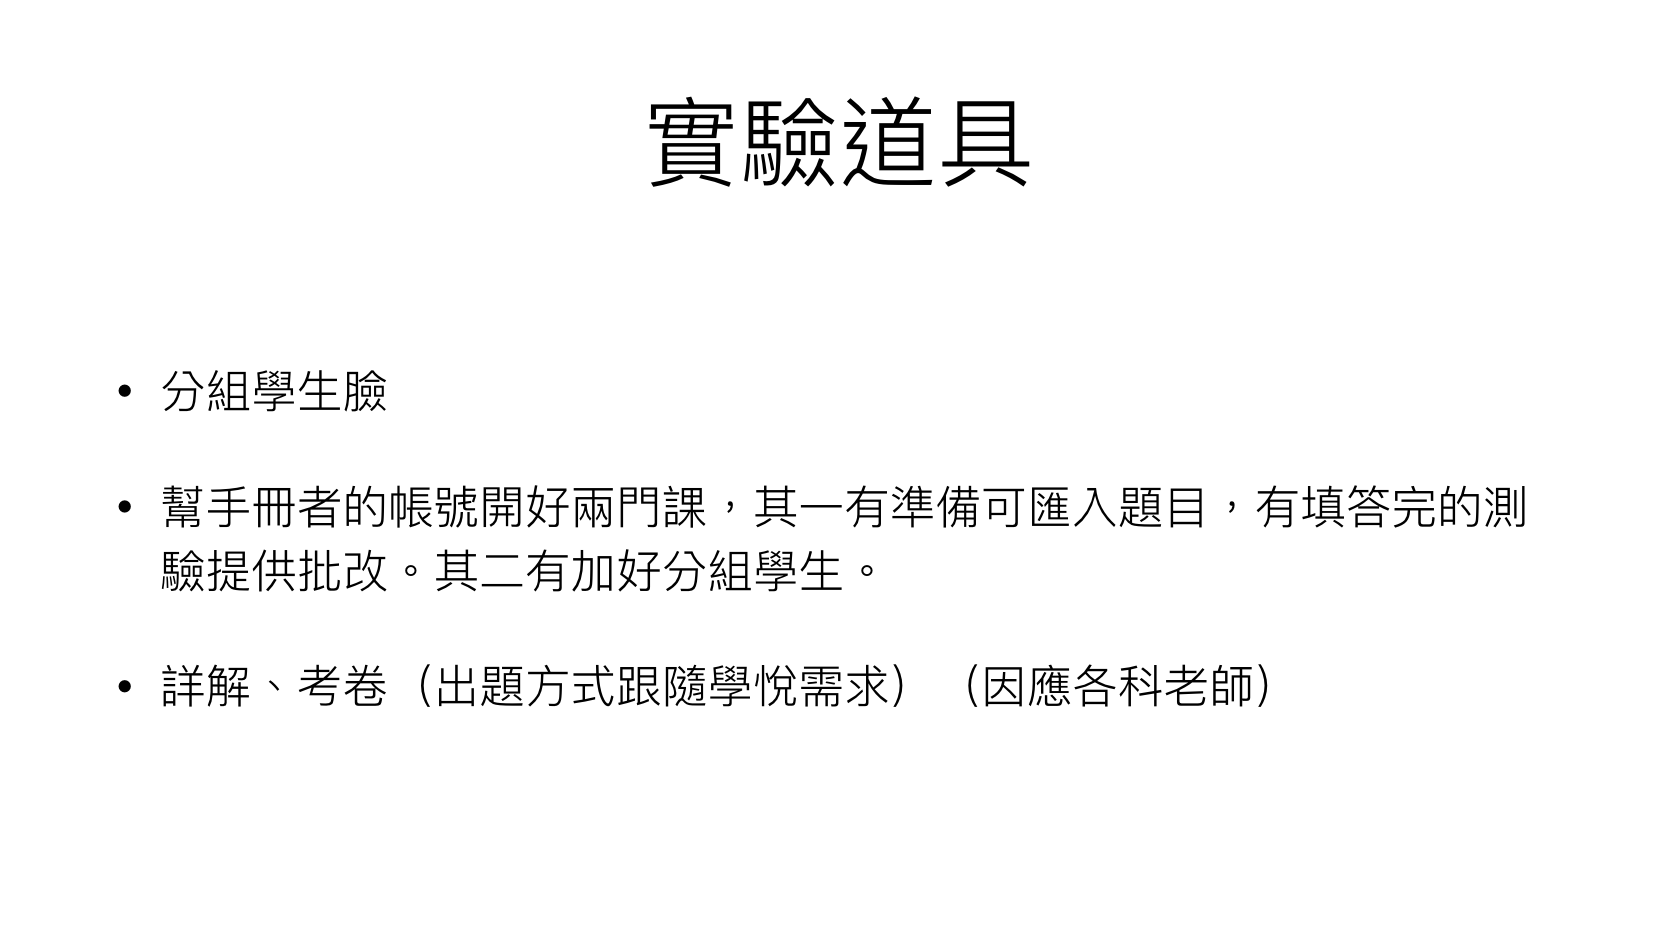 實驗道具
• 分組學生臉
• 幫手冊者的帳號開好兩門課，其一有準備可匯入題目，有填答完的測
驗提供批改。其二有加好分組學生。
• 詳解、考卷（出題方式跟隨學悅需求）（因應各科老師）